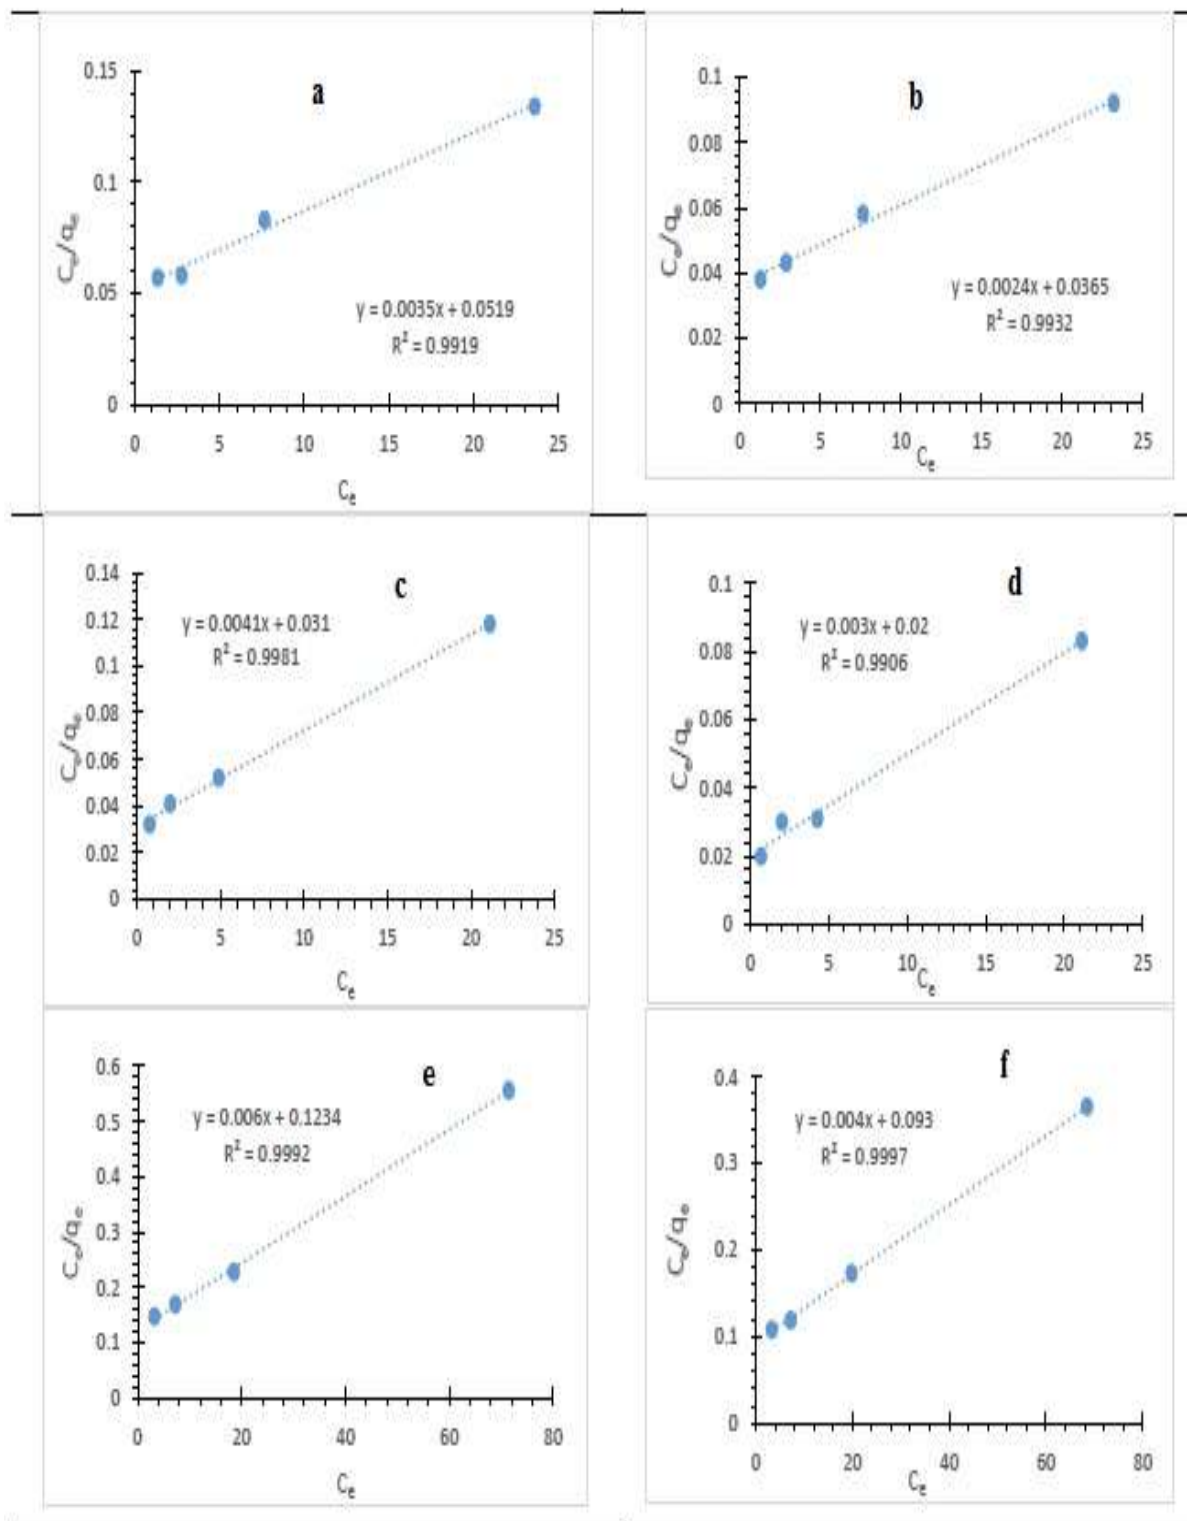 a
0.15
0.1
0.05
0
Cₑ/qₑ
y = 0.0035x + 0.0519
R² = 0.9919
0 5 10 15 20 25
Cₑ
b
0.1
0.08
0.06
0.04
0.02
0
Cₑ/qₑ
y = 0.0024x + 0.0365
R² = 0.9932
0 5 10 15 20 25
Cₑ
c
0.14
0.12
0.1
0.08
0.06
0.04
0.02
0
Cₑ/qₑ
y = 0.0041x + 0.031
R² = 0.9981
0 5 10 15 20 25
Cₑ
d
0.1
0.08
0.06
0.04
0.02
0
Cₑ/qₑ
y = 0.003x + 0.02
R² = 0.9906
0 5 10 15 20 25
Cₑ
e
0.6
0.5
0.4
0.3
0.2
0.1
0
Cₑ/qₑ
y = 0.006x + 0.1234
R² = 0.9992
0 20 40 60 80
Cₑ
f
0.4
0.3
0.2
0.1
0
Cₑ/qₑ
y = 0.004x + 0.093
R² = 0.9997
0 20 40 60 80
Cₑ